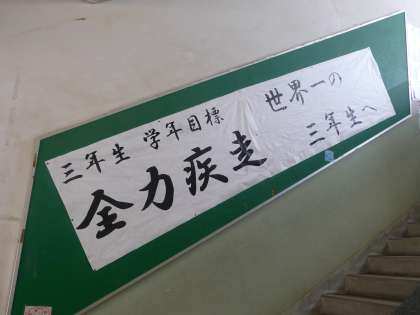 三年生 学年目標
全力疾走
世界一の
三年生へ